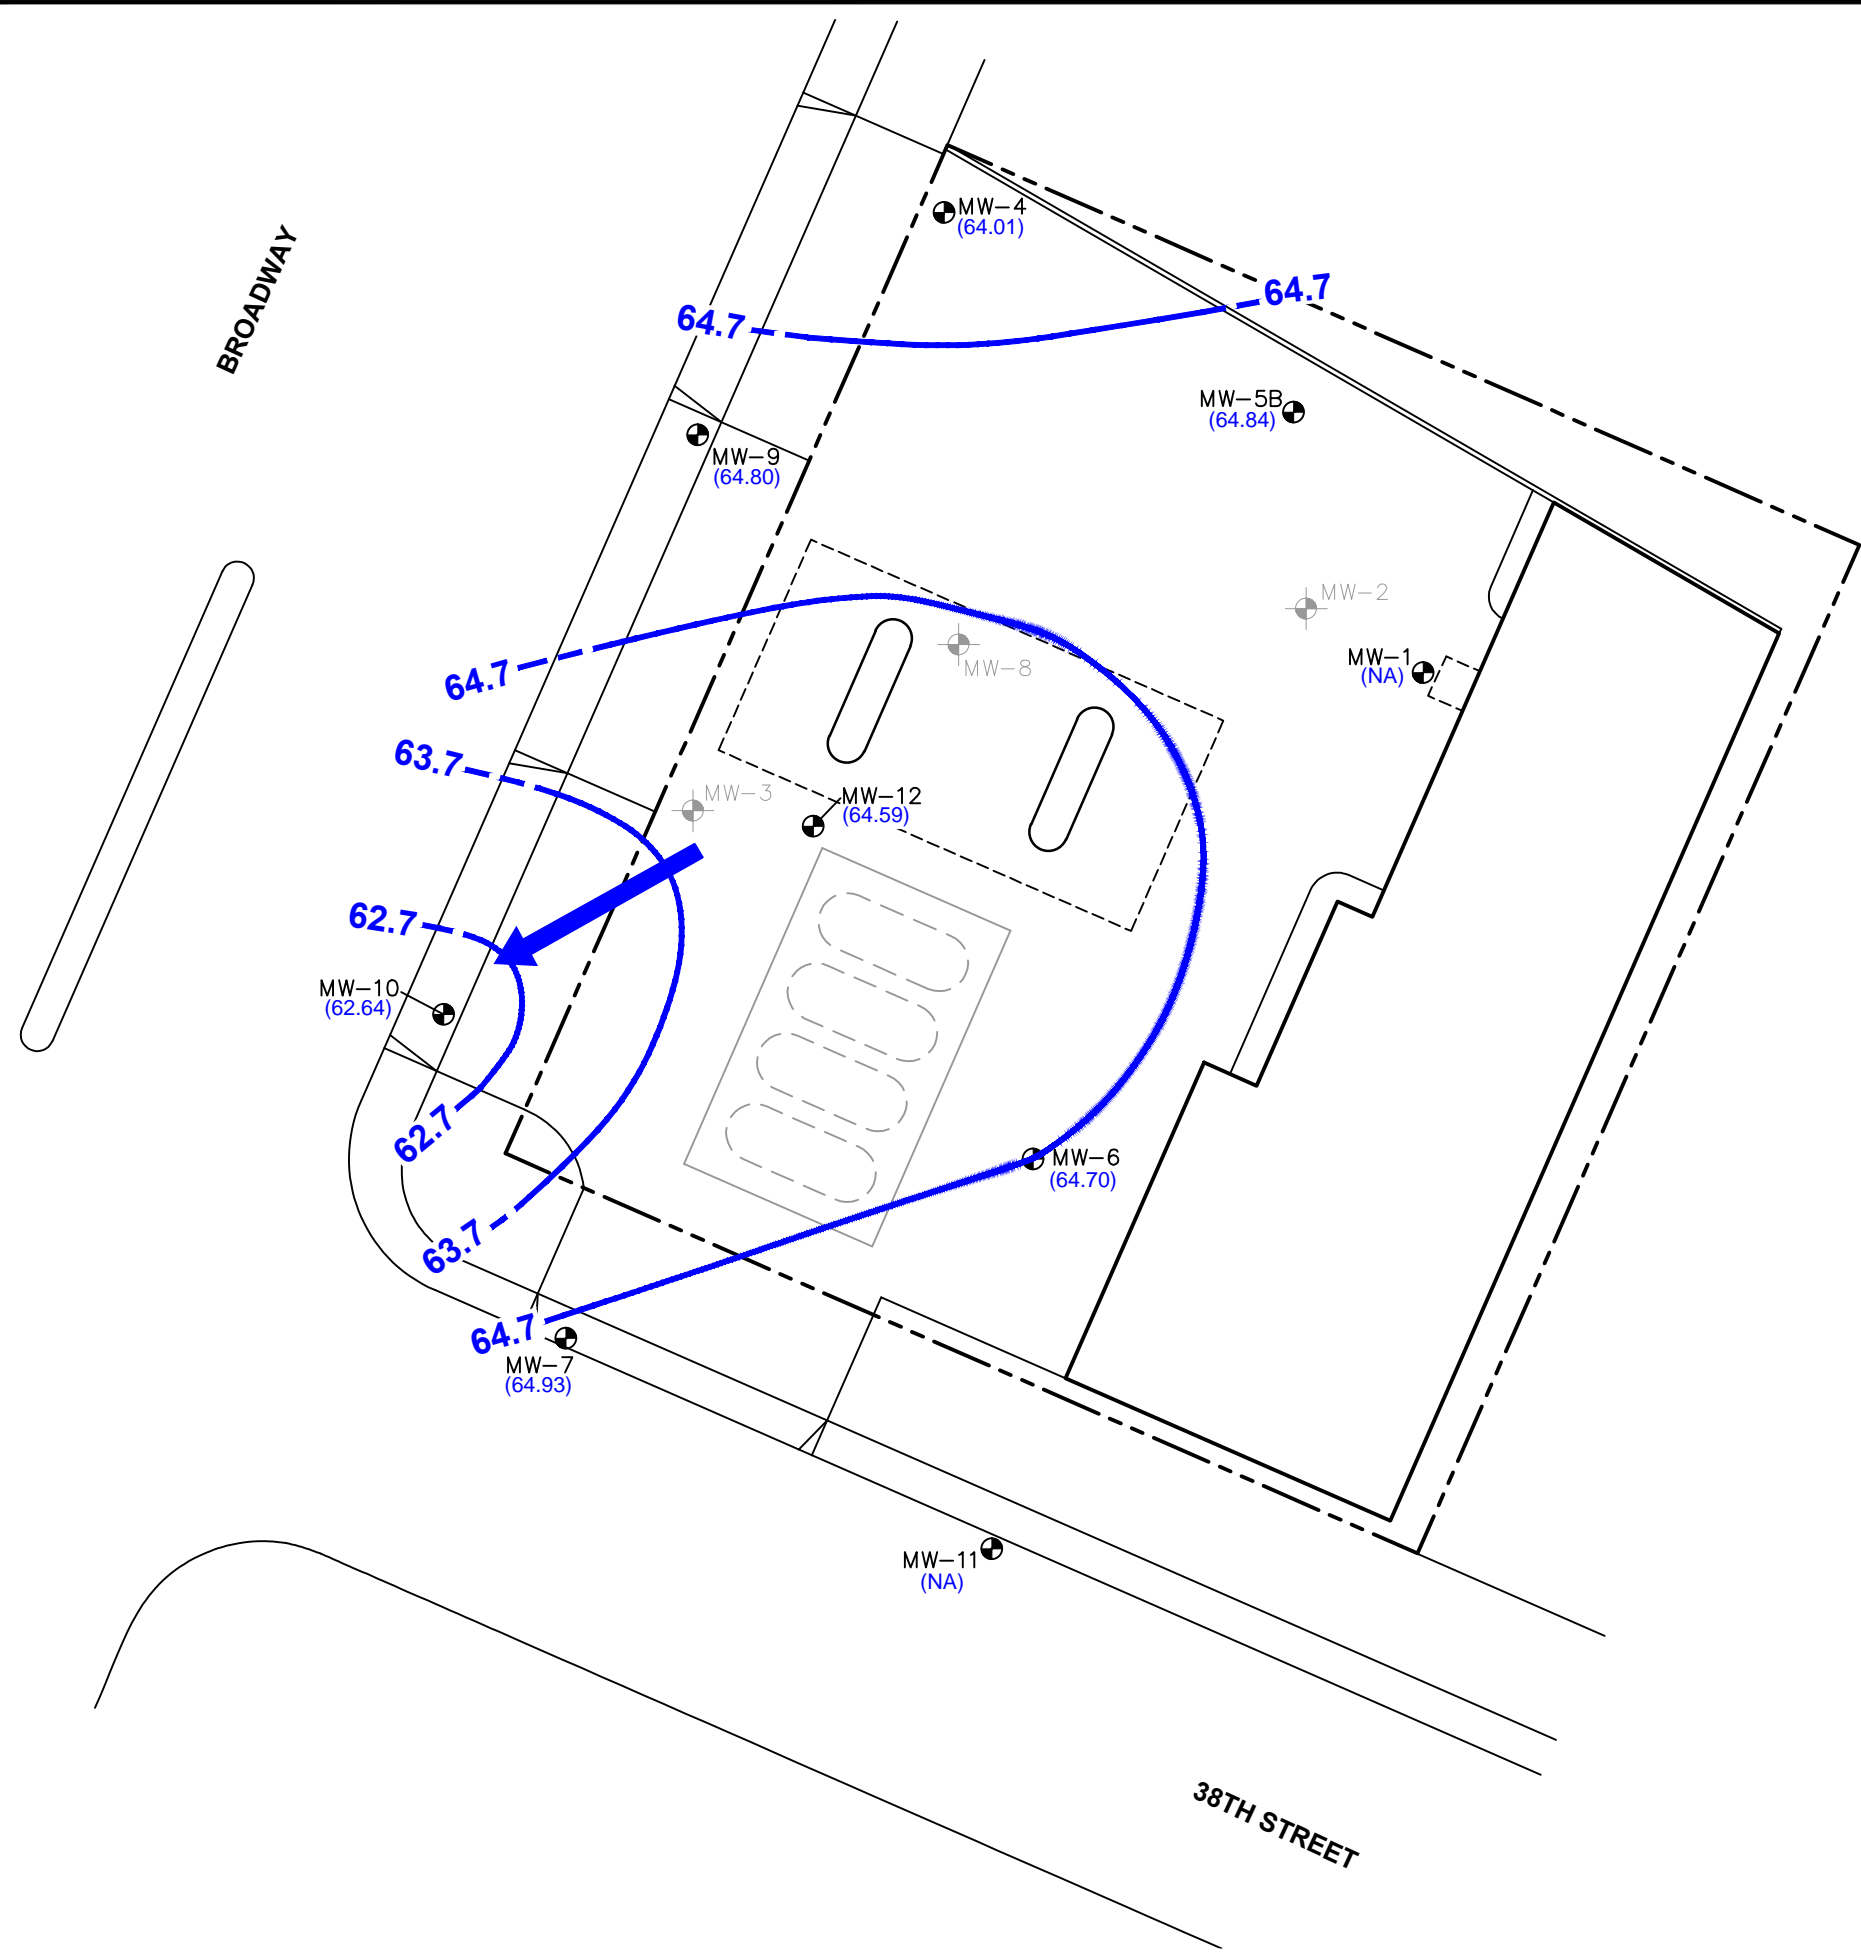 MW-4
(64.01)
BROADWAY
64.7
64.7
MW-5B
(64.84)
MW-9
(64.80)
MW-2
MW-8
MW-1
(NA)
64.7
63.7
MW-3
MW-12
(64.59)
62.7
MW-10
(62.64)
62.7
MW-6
(64.70)
63.7
64.7
MW-7
(64.93)
MW-11
(NA)
38TH STREET